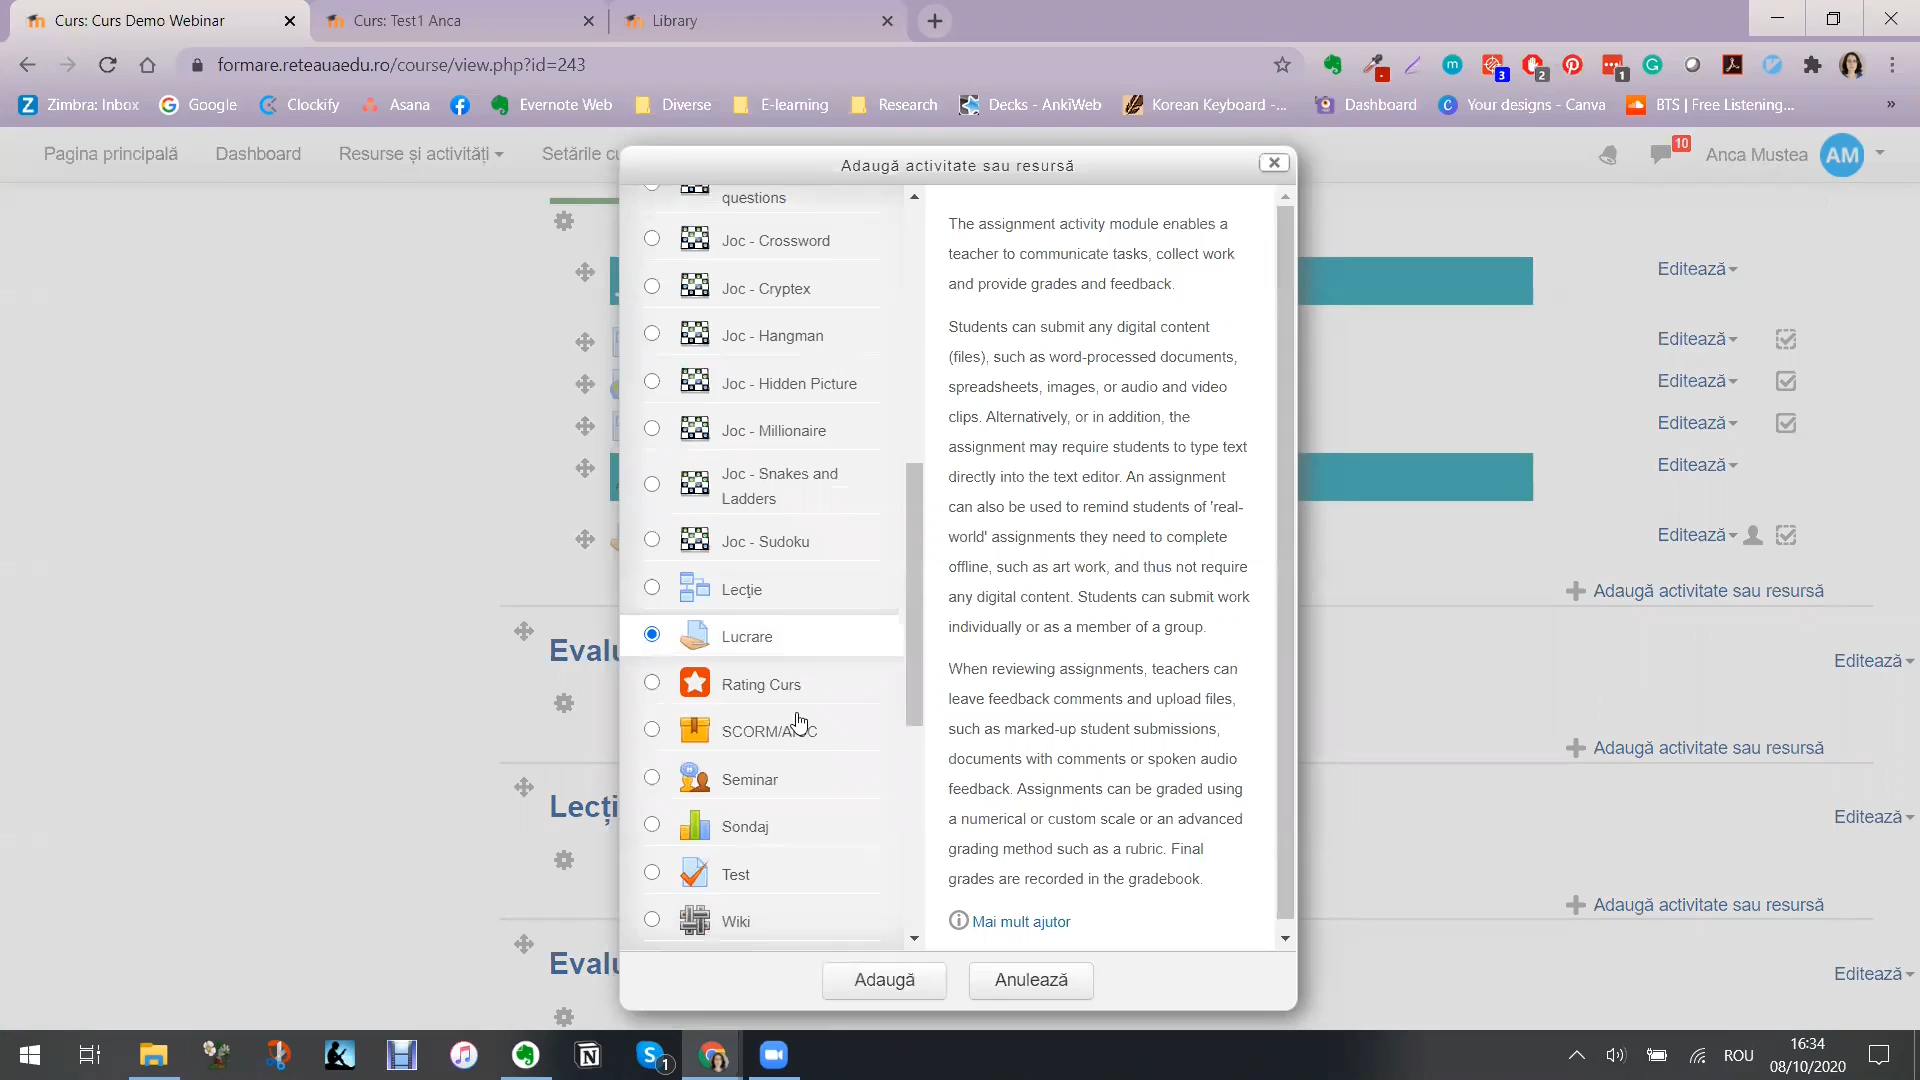 Curs: Curs Demo Webinar
Curs: Test1 Anca
Library
formare.reteauaedu.ro/course/view.php?id=243
3
2
1
Zimbra: Inbox
Google
Clockify
Asana
Evernote Web
Diverse
E-learning
Research
Decks - AnkiWeb
Korean Keyboard -...
Dashboard
Your designs - Canva
BTS | Free Listening...
Pagina principală
Dashboard
Resurse și activități
Setările cu
10
Anca Mustea
AM
Adaugă activitate sau resursă
questions
Joc - Crossword
Joc - Cryptex
Joc - Hangman
Joc - Hidden Picture
Joc - Millionaire
Joc - Snakes and
Ladders
Joc - Sudoku
Lecţie
Lucrare
Rating Curs
Seminar
Sondaj
Test
Wiki
The assignment activity module enables a
teacher to communicate tasks, collect work
and provide grades and feedback.
Students can submit any digital content
(files), such as word-processed documents,
spreadsheets, images, or audio and video
clips. Alternatively, or in addition, the
assignment may require students to type text
directly into the text editor. An assignment
can also be used to remind students of 'real-
world' assignments they need to complete
offline, such as art work, and thus not require
any digital content. Students can submit work
individually or as a member of a group.
When reviewing assignments, teachers can
leave feedback comments and upload files,
such as marked-up student submissions,
documents with comments or spoken audio
feedback. Assignments can be graded using
a numerical or custom scale or an advanced
grading method such as a rubric. Final
grades are recorded in the gradebook.
Mai mult ajutor
Adaugă
Anulează
Editează
Editează
Editează
Editează
Editează
Editează
Adaugă activitate sau resursă
Evalu
Editează
Adaugă activitate sau resursă
Lecți
Editează
Adaugă activitate sau resursă
Evalu
Editează
1
ROU
16:34
08/10/2020